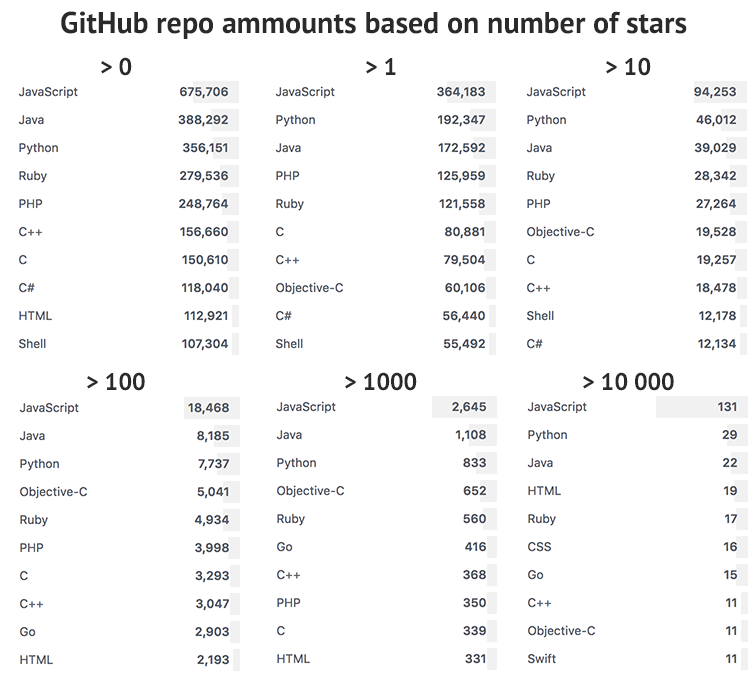 GitHub repo ammounts based on number of stars
> 0
JavaScript 675,706
Java 388,292
Python 356,151
Ruby 279,536
PHP 248,764
C++ 156,660
C 150,610
C# 118,040
HTML 112,921
Shell 107,304
> 1
JavaScript 364,183
Python 192,347
Java 172,592
PHP 125,959
Ruby 121,558
C 80,881
C++ 79,504
Objective-C 60,106
C# 56,440
Shell 55,492
> 10
JavaScript 94,253
Python 46,012
Java 39,029
Ruby 28,342
PHP 27,264
Objective-C 19,528
C 19,257
C++ 18,478
Shell 12,178
C# 12,134
> 100
JavaScript 18,468
Java 8,185
Python 7,737
Objective-C 5,041
Ruby 4,934
PHP 3,998
C 3,293
C++ 3,047
Go 2,903
HTML 2,193
> 1000
JavaScript 2,645
Java 1,108
Python 833
Objective-C 652
Ruby 560
Go 416
C++ 368
PHP 350
C 339
HTML 331
> 10 000
JavaScript 131
Python 29
Java 22
HTML 19
Ruby 17
CSS 16
Go 15
C++ 11
Objective-C 11
Swift 11